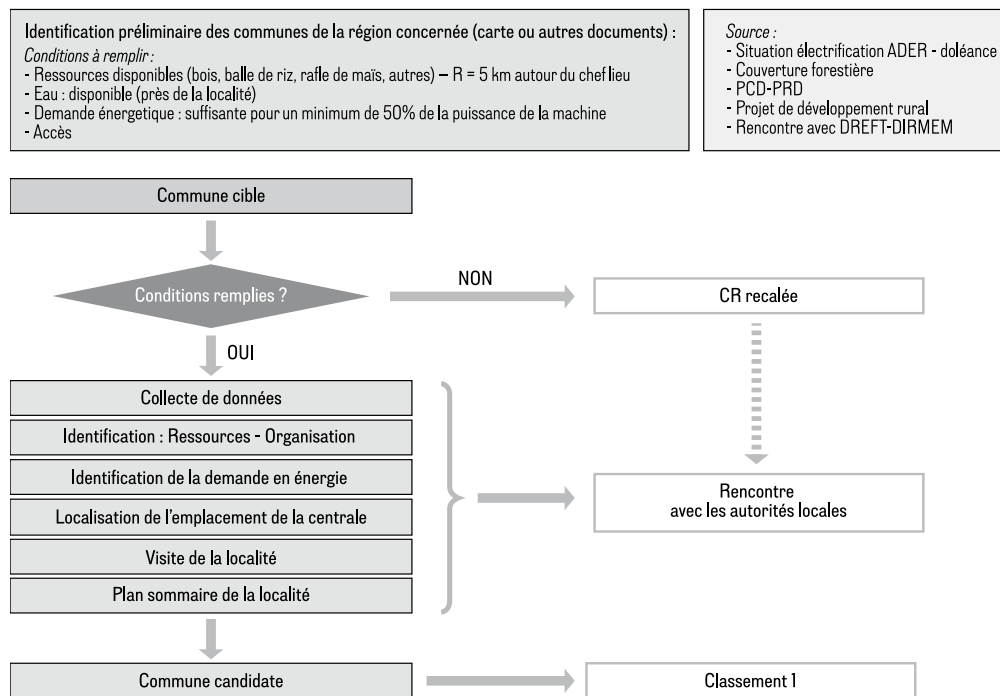 Identification préliminaire des communes de la région concernée (carte ou autres documents) :
Conditions à remplir :
- Ressources disponibles (bois, balle de riz, rafle de maïs, autres) – R = 5 km autour du chef lieu
- Eau : disponible (près de la localité)
- Demande énergetique : suffisante pour un minimum de 50% de la puissance de la machine
- Accès
Source :
- Situation électrification ADER - doléance
- Couverture forestière
- PCD-PRD
- Projet de développement rural
- Rencontre avec DREFT-DIRMEM
Commune cible
Conditions remplies ?
NON
CR recalée
OUI
Collecte de données
Identification : Ressources - Organisation
Identification de la demande en énergie
Localisation de l'emplacement de la centrale
Visite de la localité
Plan sommaire de la localité
Rencontre
avec les autorités locales
Commune candidate
Classement 1